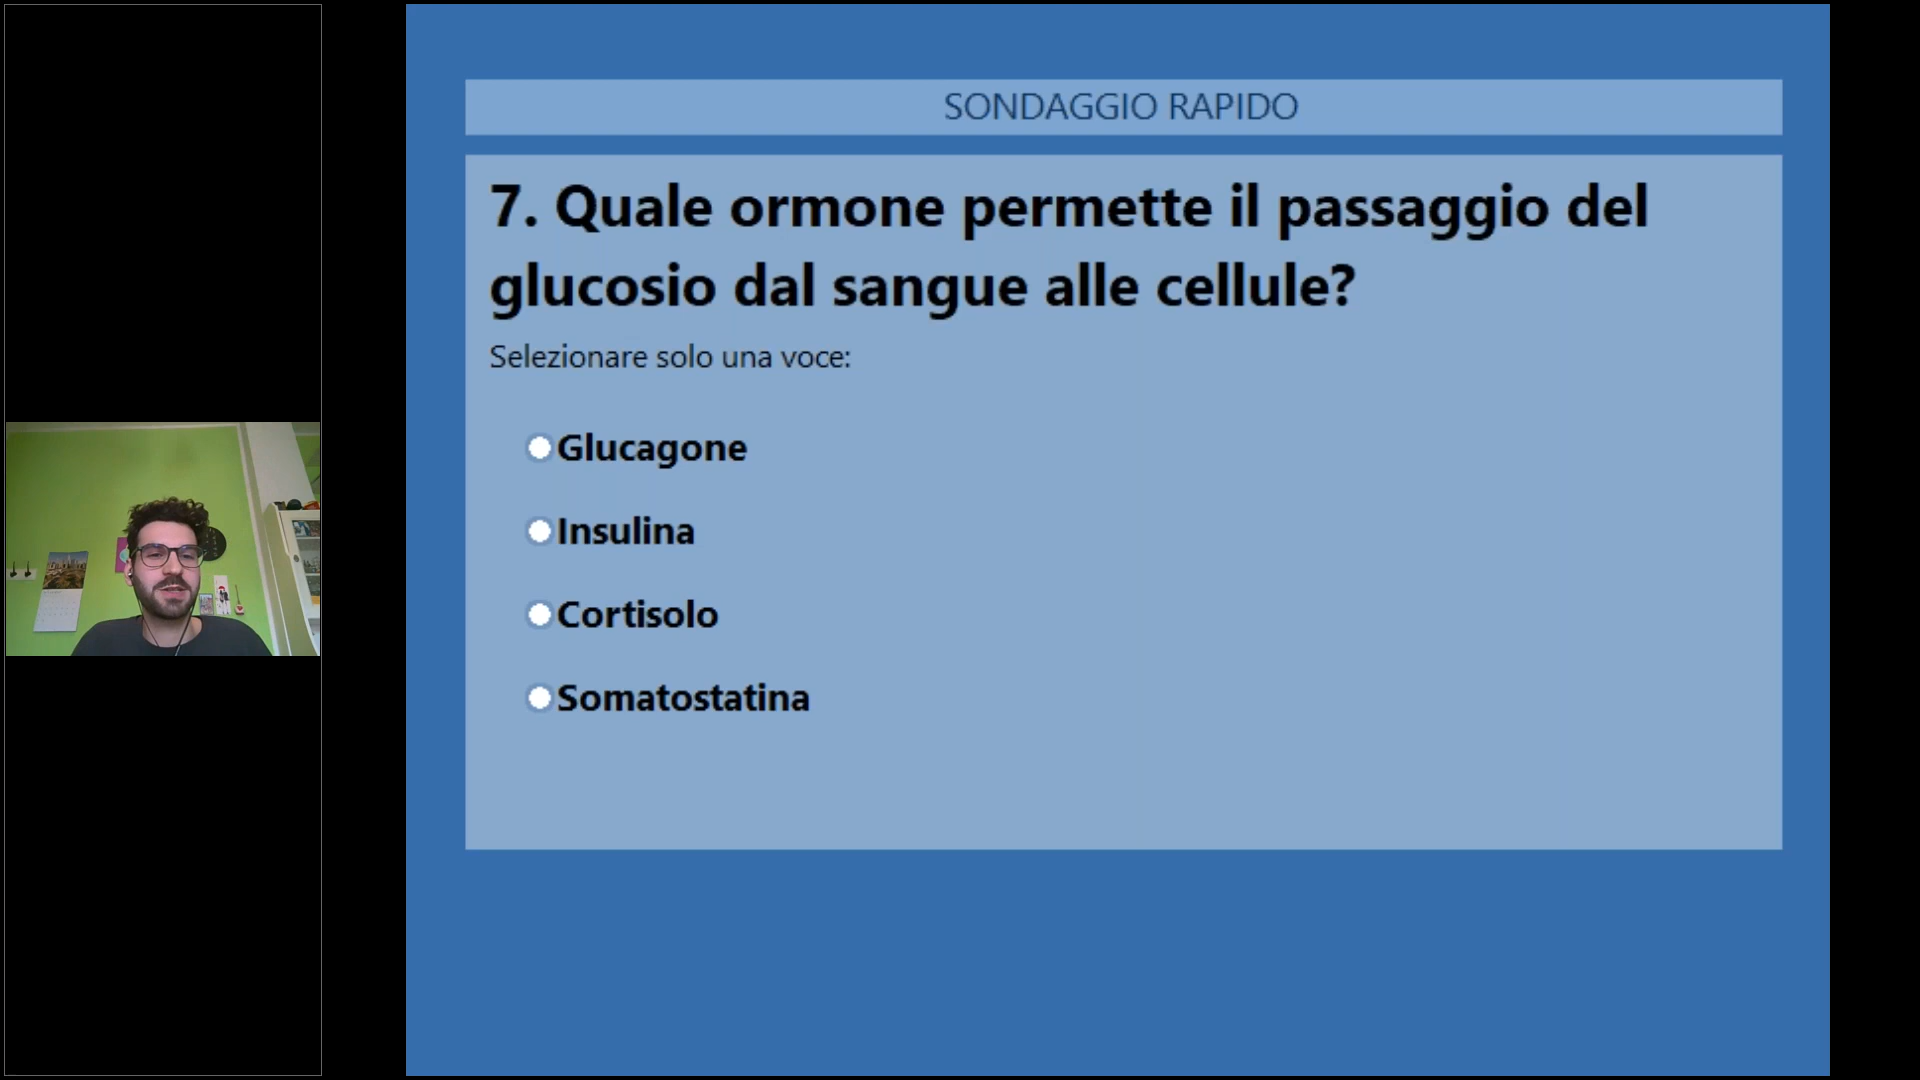 SONDAGGIO RAPIDO
7. Quale ormone permette il passaggio del
glucosio dal sangue alle cellule?
Selezionare solo una voce:
Glucagone
Insulina
Cortisolo
Somatostatina